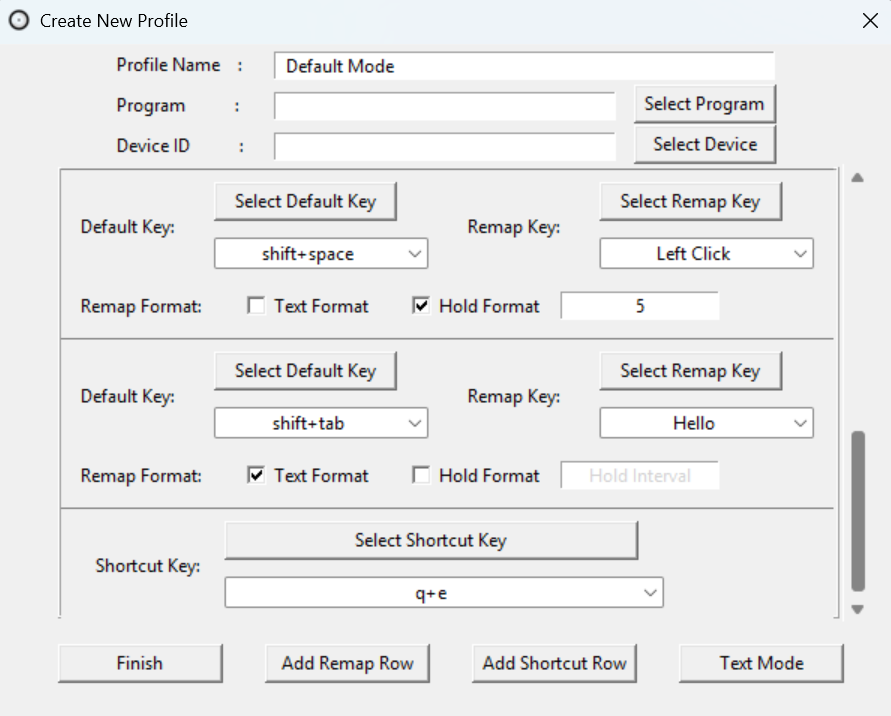 Create New Profile
Profile Name : Default Mode
Program : Select Program
Device ID : Select Device
Select Default Key Select Remap Key
Default Key: Remap Key:
shift+space Left Click
Remap Format: Text Format Hold Format 5
Select Default Key Select Remap Key
Default Key: Remap Key:
shift+tab Hello
Remap Format: Text Format Hold Format Hold Interval
Select Shortcut Key
Shortcut Key:
q+e
Finish Add Remap Row Add Shortcut Row Text Mode